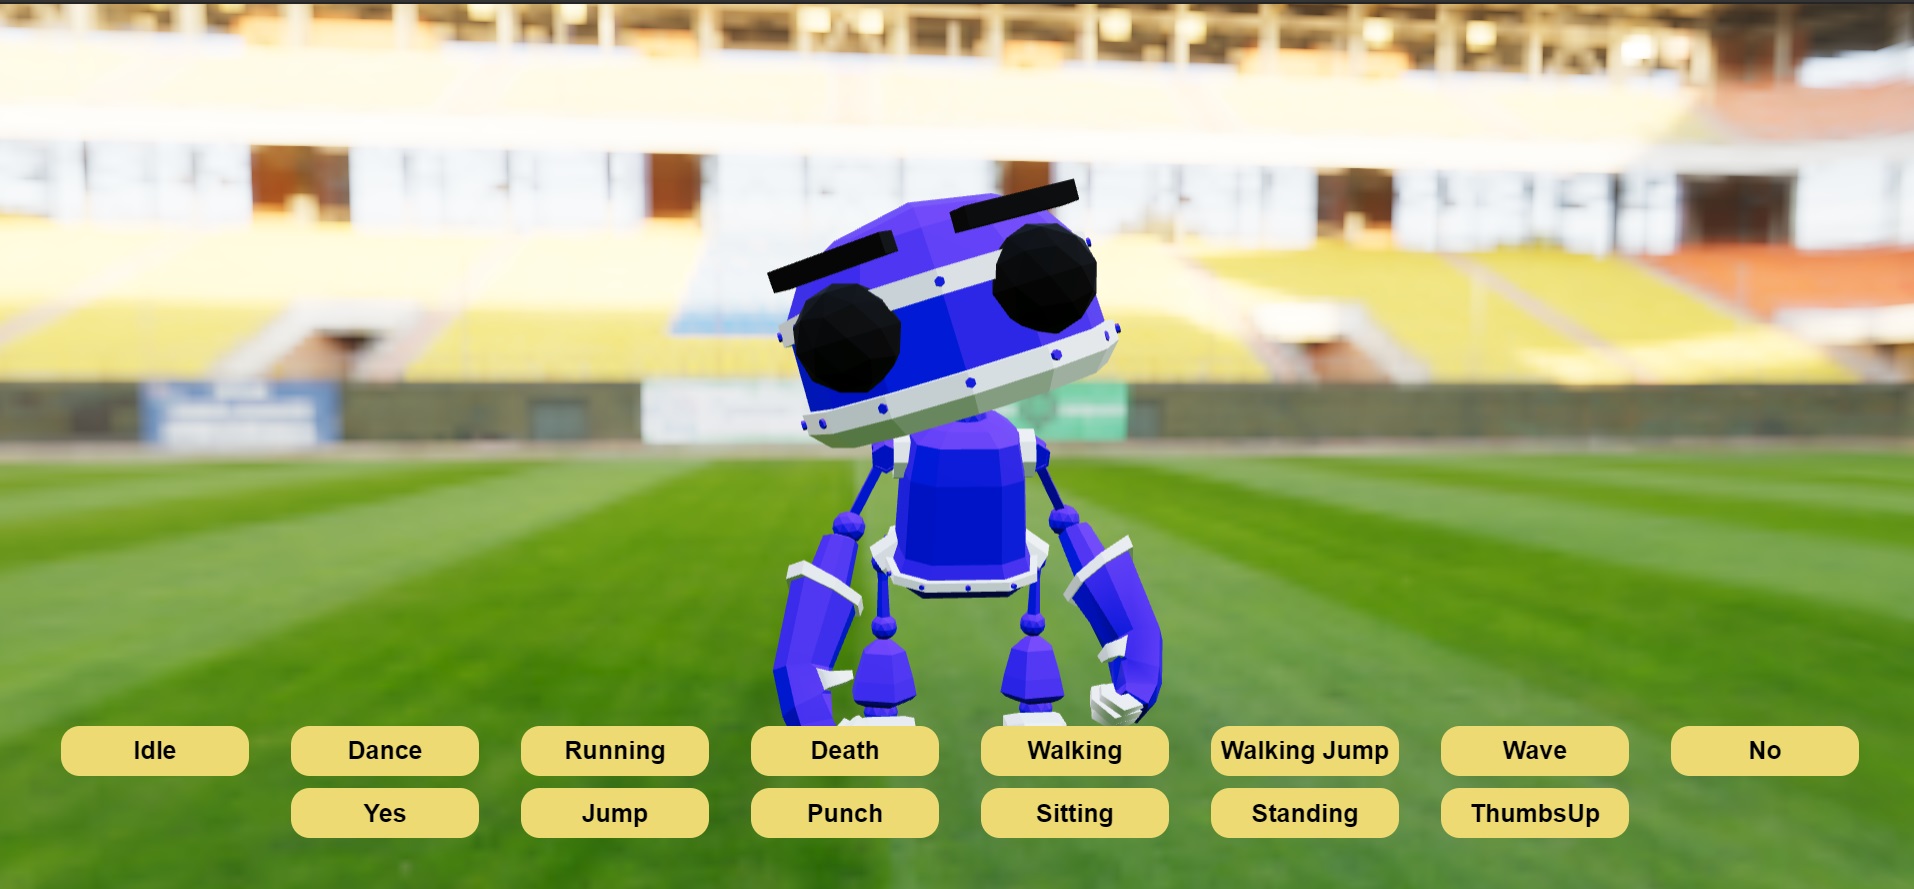 Idle
Dance
Running
Death
Walking
Walking Jump
Wave
No
Yes
Jump
Punch
Sitting
Standing
ThumbsUp